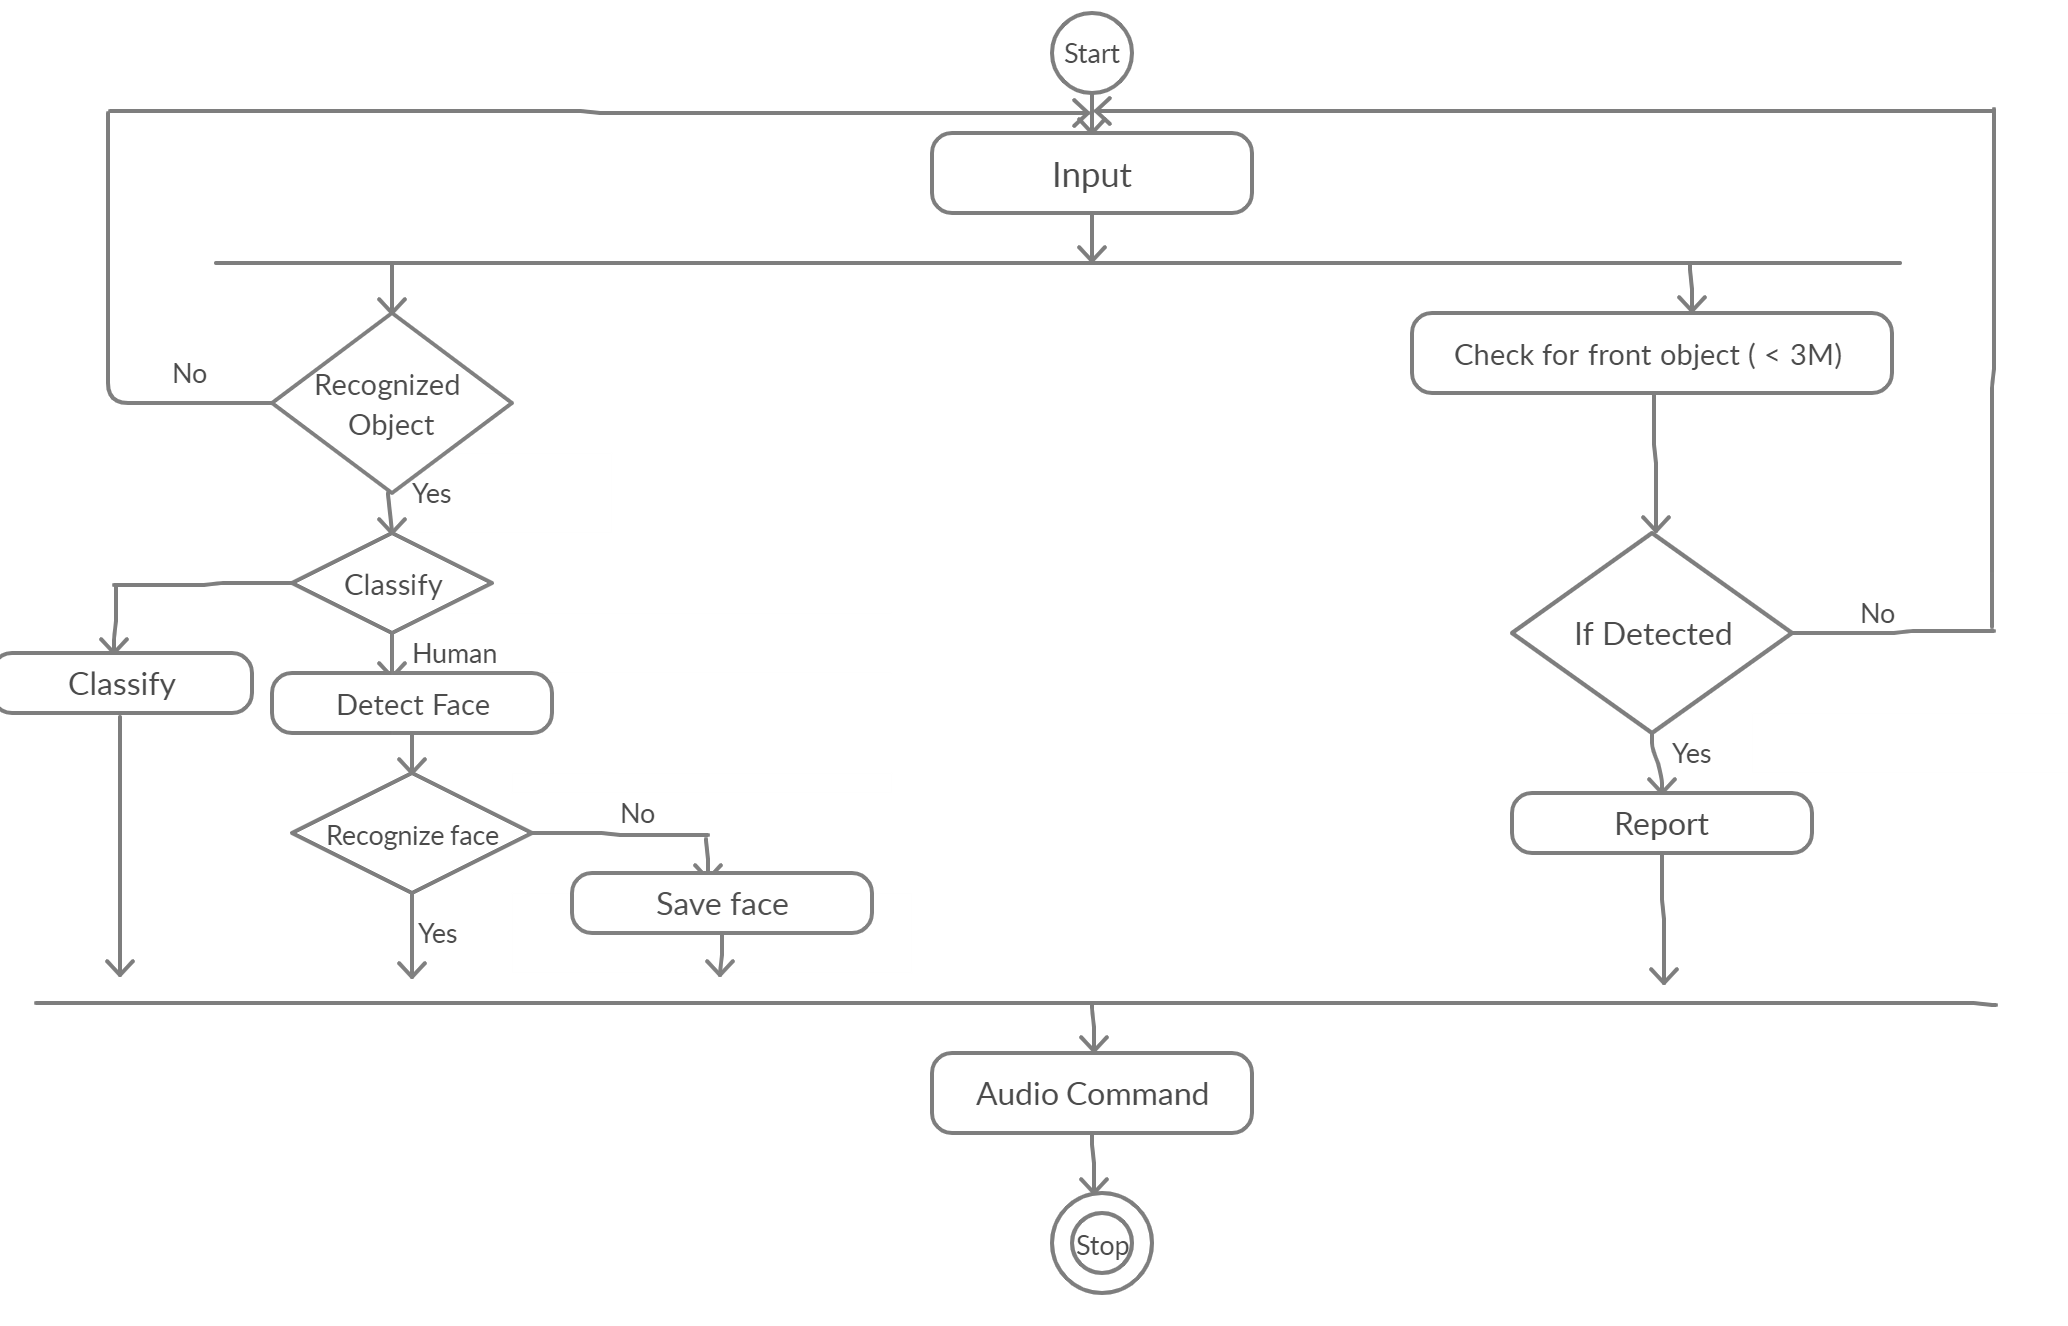 Start
Input
Recognized
Object
No
Yes
Check for front object ( < 3M)
Classify
Human
Classify
Detect Face
If Detected
No
Yes
Recognize face
No
Yes
Save face
Report
Audio Command
Stop